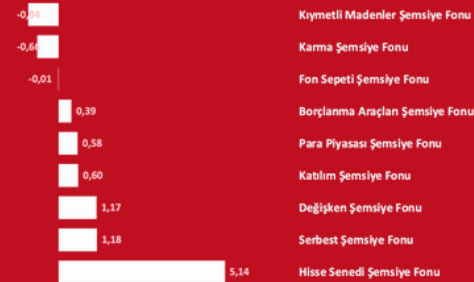 -0,94 Kıymetli Madenler Şemsiye Fonu
-0,66 Karma Şemsiye Fonu
-0,01 Fon Sepeti Şemsiye Fonu
0,39 Borçlanma Araçları Şemsiye Fonu
0,58 Para Piyasası Şemsiye Fonu
0,60 Katılım Şemsiye Fonu
1,17 Değişken Şemsiye Fonu
1,18 Serbest Şemsiye Fonu
5,14 Hisse Senedi Şemsiye Fonu